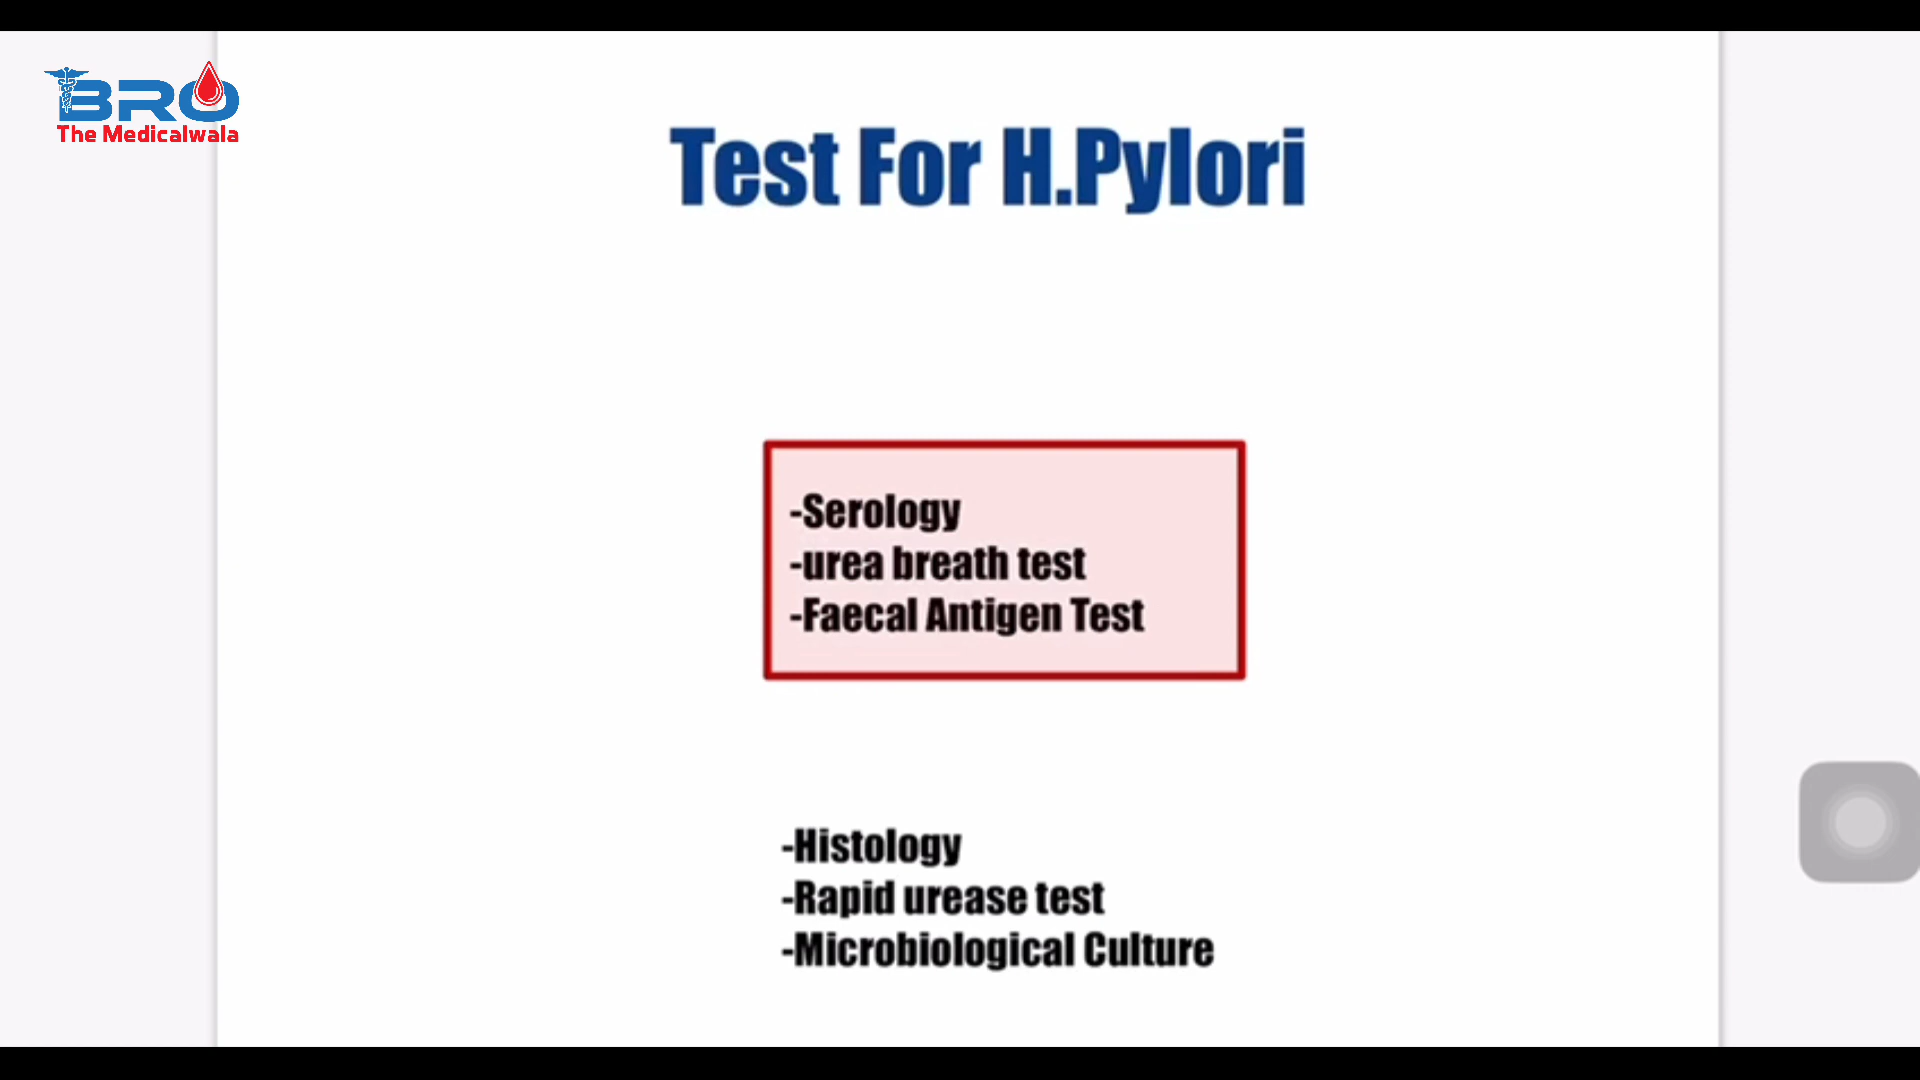 BRO
The Medicalwala
Test For H.Pylori
-Serology
-urea breath test
-Faecal Antigen Test
-Histology
-Rapid urease test
-Microbiological Culture